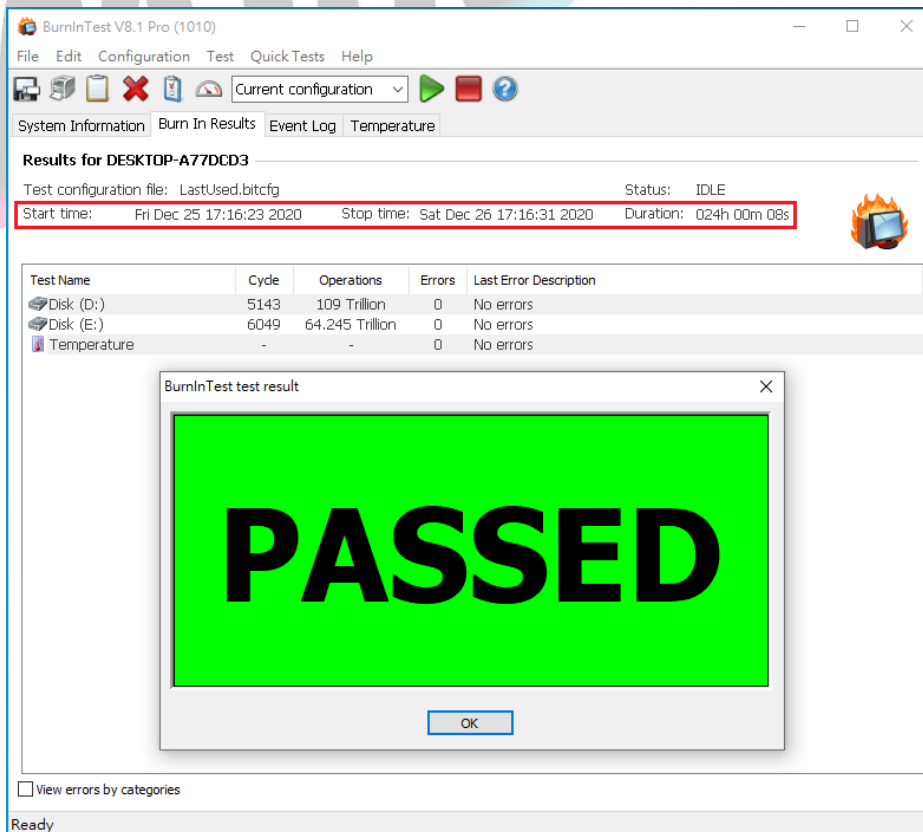 BurnInTest V8.1 Pro (1010)
File Edit Configuration Test Quick Tests Help
Current configuration
System Information Burn In Results Event Log Temperature
Results for DESKTOP-A77DCD3
Test configuration file: LastUsed.bitcfg Status: IDLE
Start time: Fri Dec 25 17:16:23 2020 Stop time: Sat Dec 26 17:16:31 2020 Duration: 024h 00m 08s
Test Name Cycle Operations Errors Last Error Description
Disk (D:) 5143 109 Trillion 0 No errors
Disk (E:) 6049 64.245 Trillion 0 No errors
Temperature - - 0 No errors
BurnInTest test result
PASSED
OK
View errors by categories
Ready